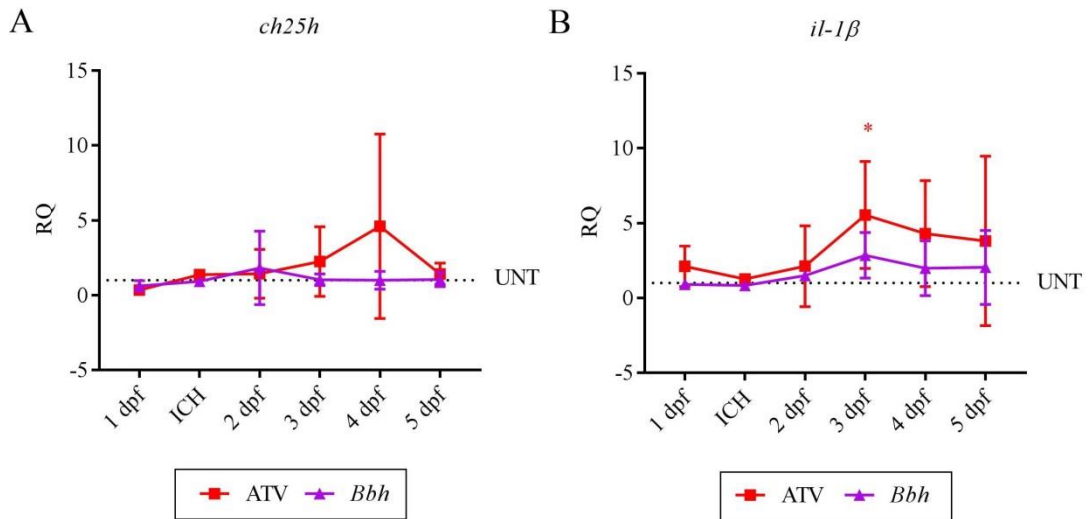 A
ch25h
15
10
5
0
-5
RQ
UNT
1 dpf
ICH
2 dpf
3 dpf
4 dpf
5 dpf
ATV
Bbh
B
il-1β
15
10
5
0
-5
RQ
*
UNT
1 dpf
ICH
2 dpf
3 dpf
4 dpf
5 dpf
ATV
Bbh